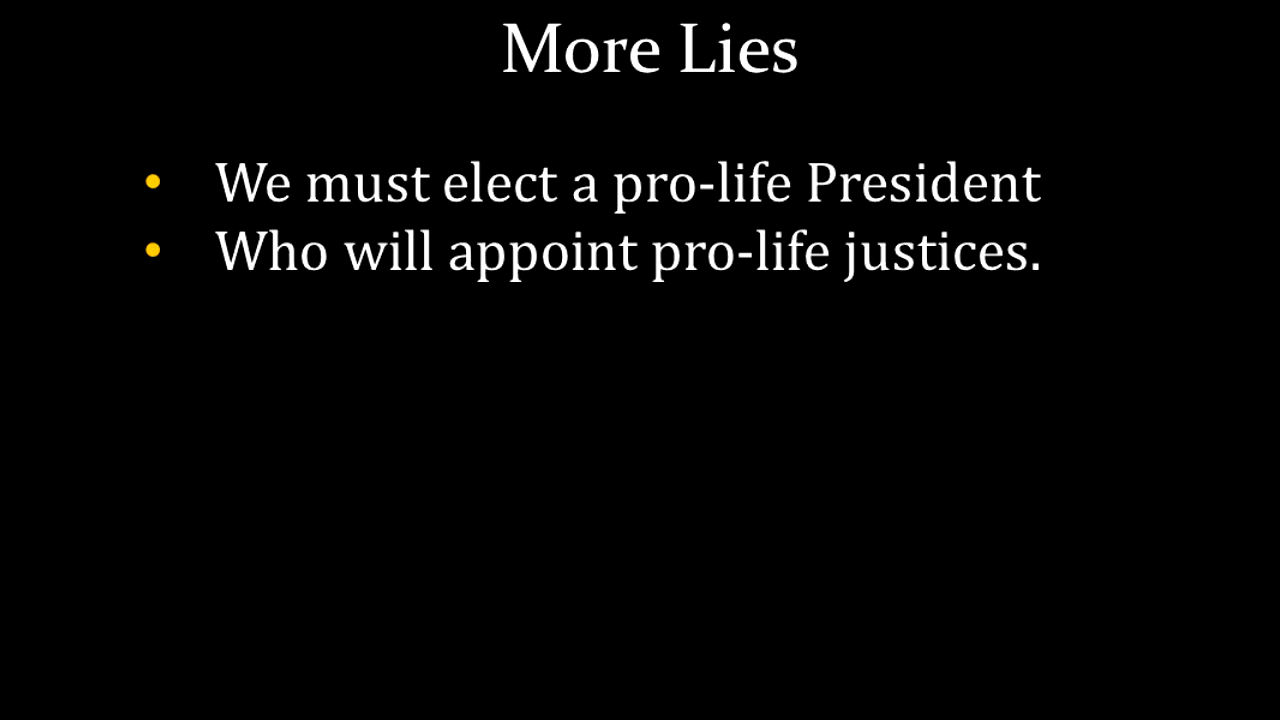 More Lies
• We must elect a pro-life President
• Who will appoint pro-life justices.